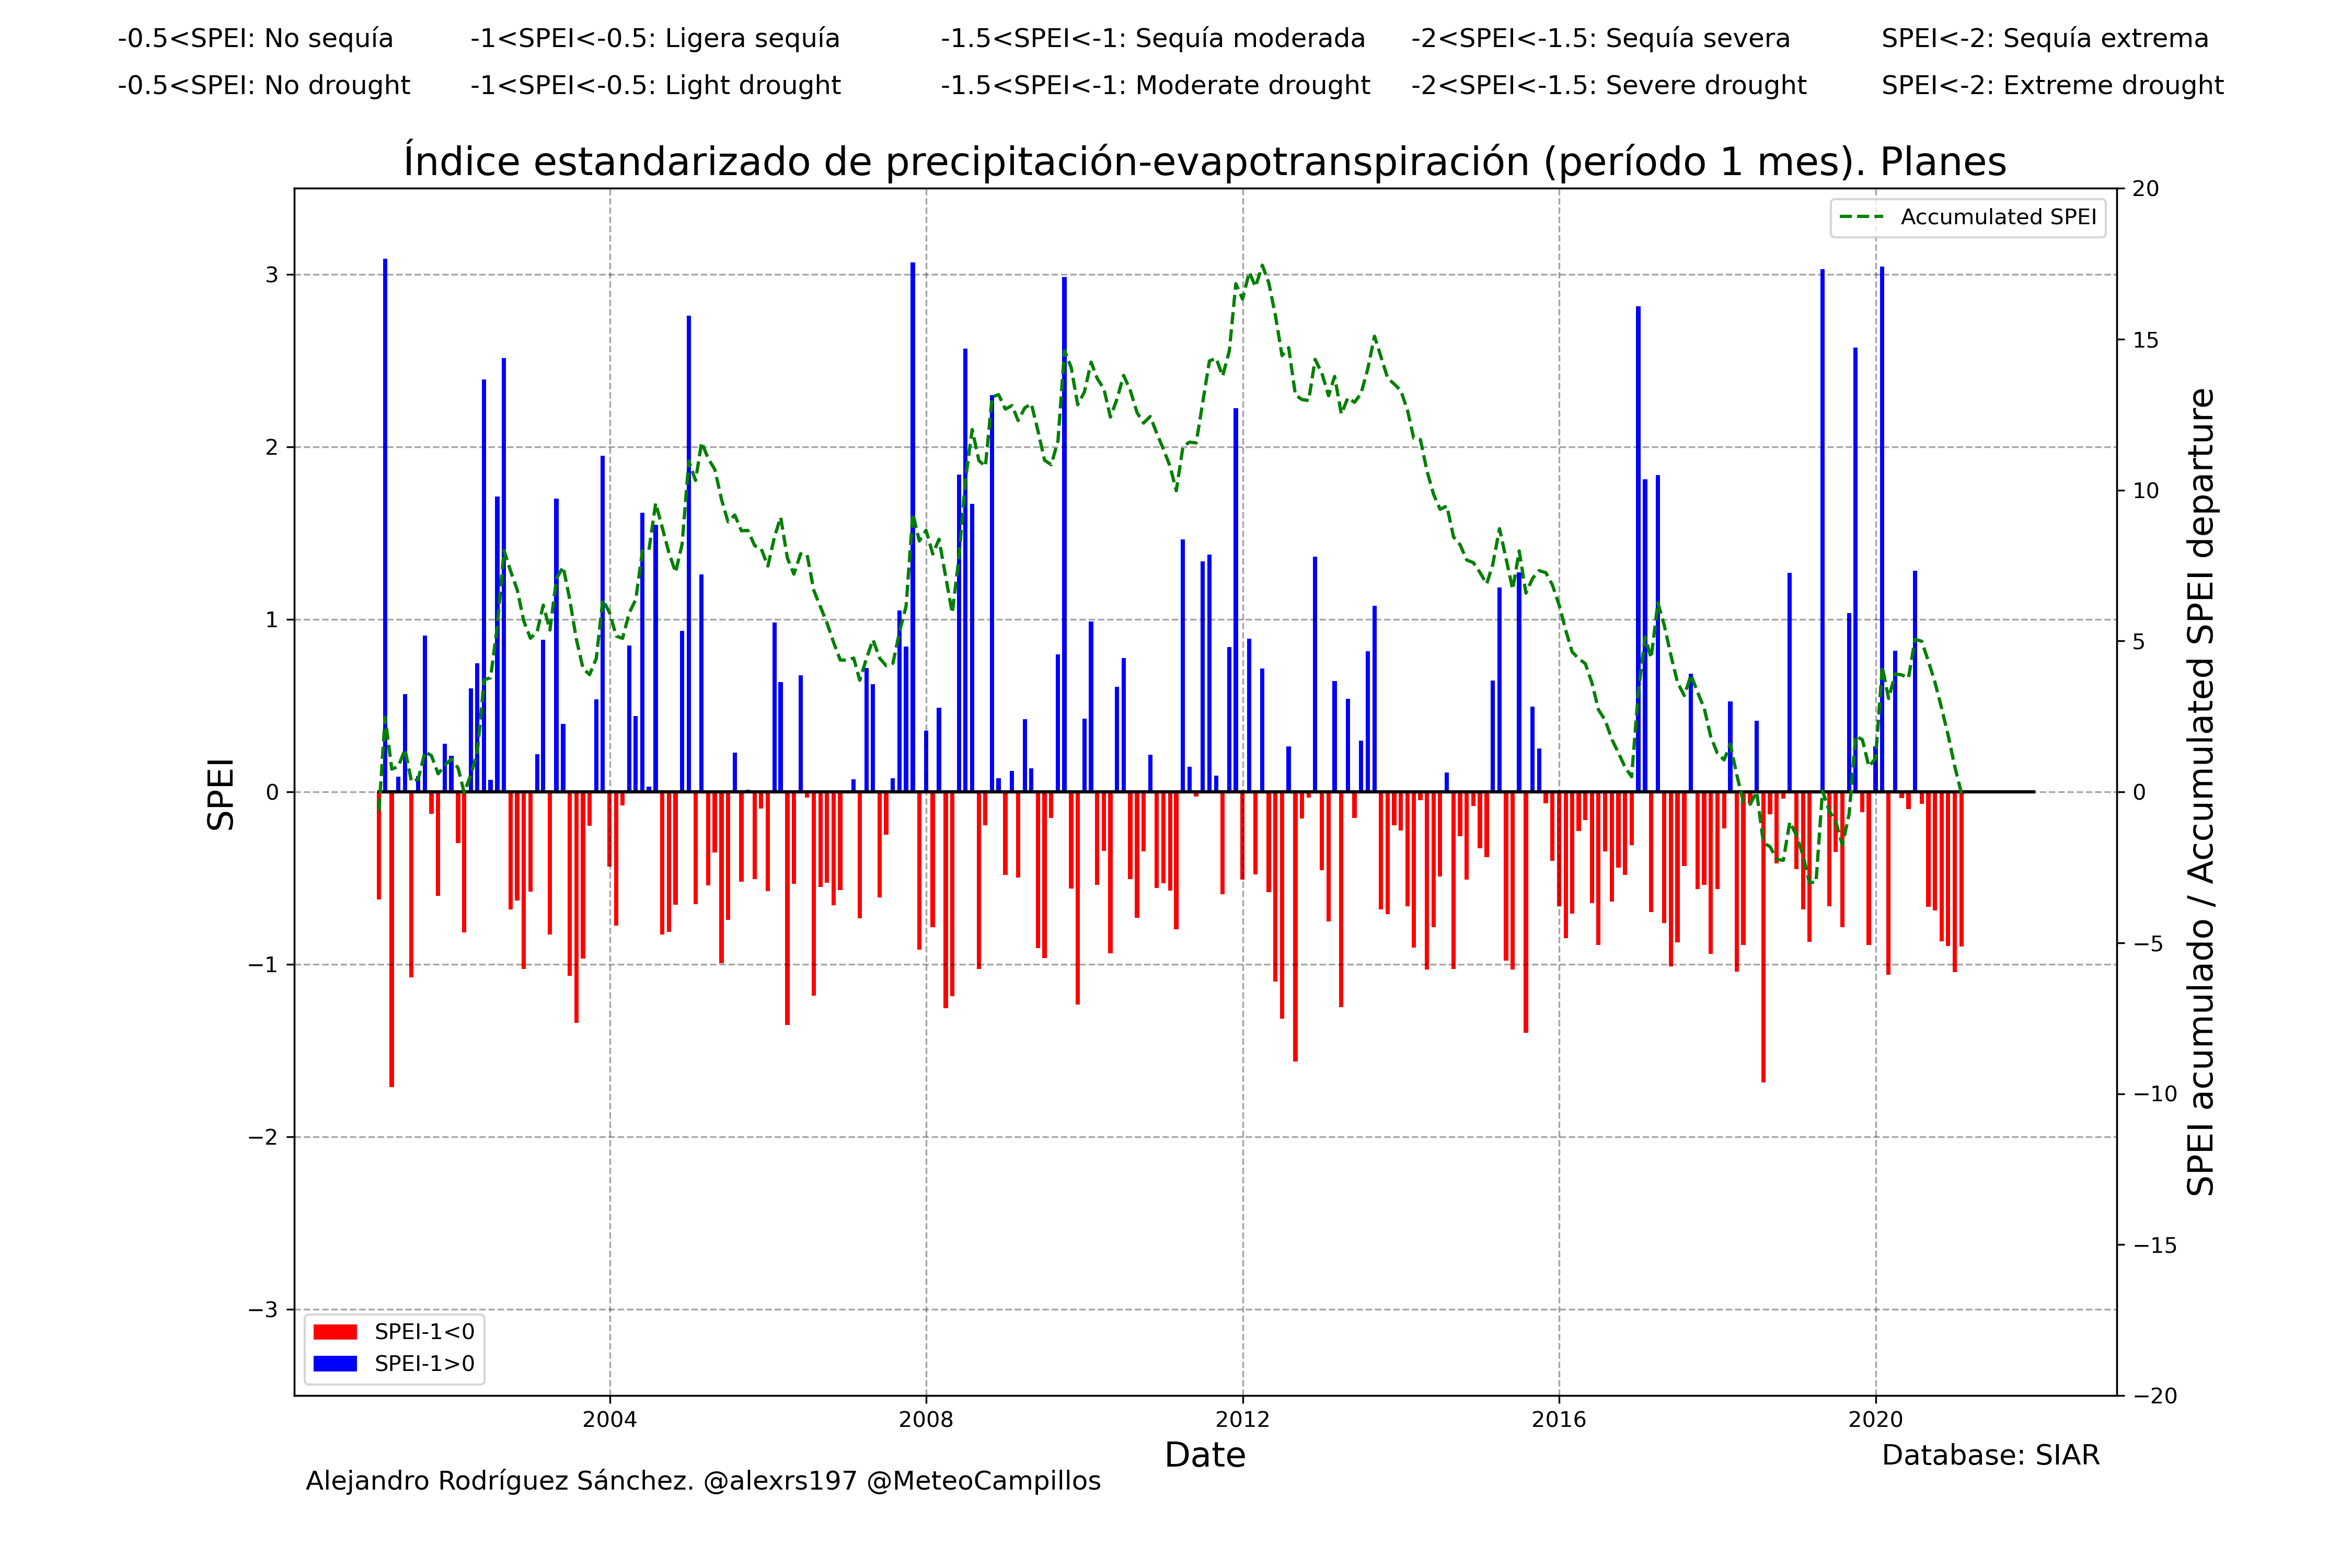 -0.5<SPEI: No sequía -1<SPEI<-0.5: Ligera sequía -1.5<SPEI<-1: Sequía moderada -2<SPEI<-1.5: Sequía severa SPEI<-2: Sequía extrema
-0.5<SPEI: No drought -1<SPEI<-0.5: Light drought -1.5<SPEI<-1: Moderate drought -2<SPEI<-1.5: Severe drought SPEI<-2: Extreme drought
Índice estandarizado de precipitación-evapotranspiración (período 1 mes). Planes
Accumulated SPEI
SPEI
3
2
1
0
−1
−2
−3
20
15
10
5
0
−5
−10
−15
−20
SPEI acumulado / Accumulated SPEI departure
SPEI-1<0
SPEI-1>0
2004 2008 2012 2016 2020
Date
Database: SIAR
Alejandro Rodríguez Sánchez. @alexrs197 @MeteoCampillos